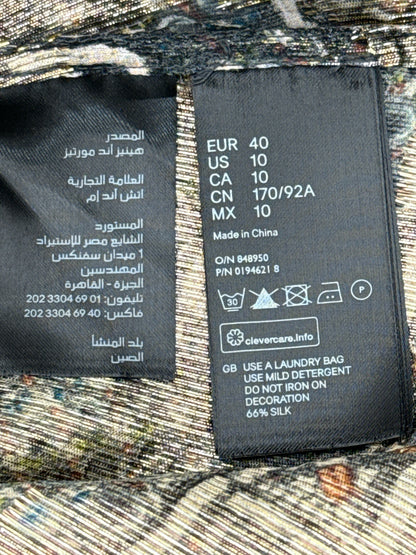 المصدر
هينيز أند موريتز
العلامة التجارية
اتش أند إم
المستورد
الشايع مصر للإستيراد
1 ميدان سفنكس
المهندسين
الجيزة - القاهرة
تليفون: 01 69 3304 202
فاكس: 40 69 3304 202
بلد المنشأ
الصين
EUR 40
US 10
CA 10
CN 170/92A
MX 10
Made in China
O/N 848950
P/N 0194621 8
30
P
clevercare.info
GB USE A LAUNDRY BAG
USE MILD DETERGENT
DO NOT IRON ON
DECORATION
66% SILK